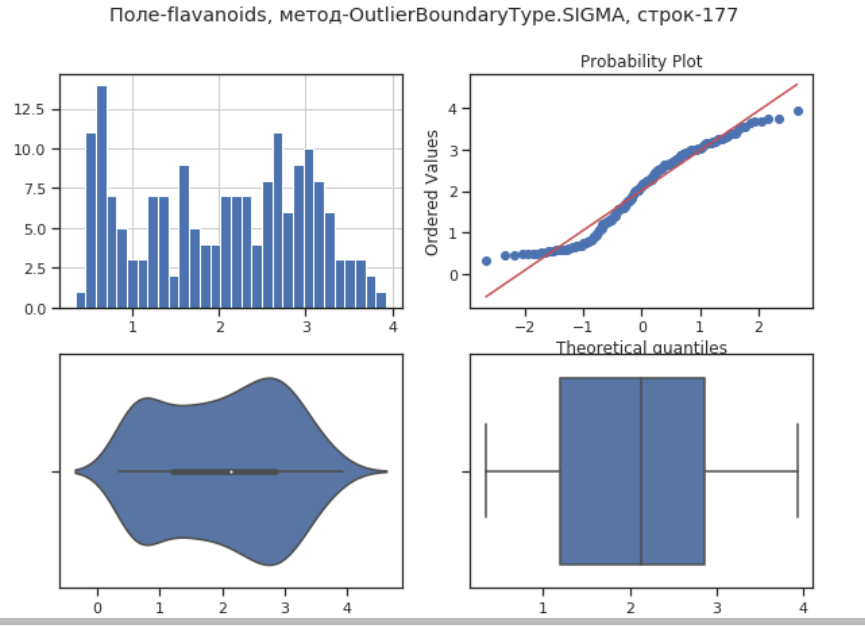 Поле-flavanoids, метод-OutlierBoundaryType.SIGMA, строк-177
Probability Plot
12.5
10.0
7.5
5.0
2.5
0.0
1 2 3 4
Ordered Values
4
3
2
1
0
−2 −1 0 1 2
Theoretical quantiles
0 1 2 3 4
1 2 3 4